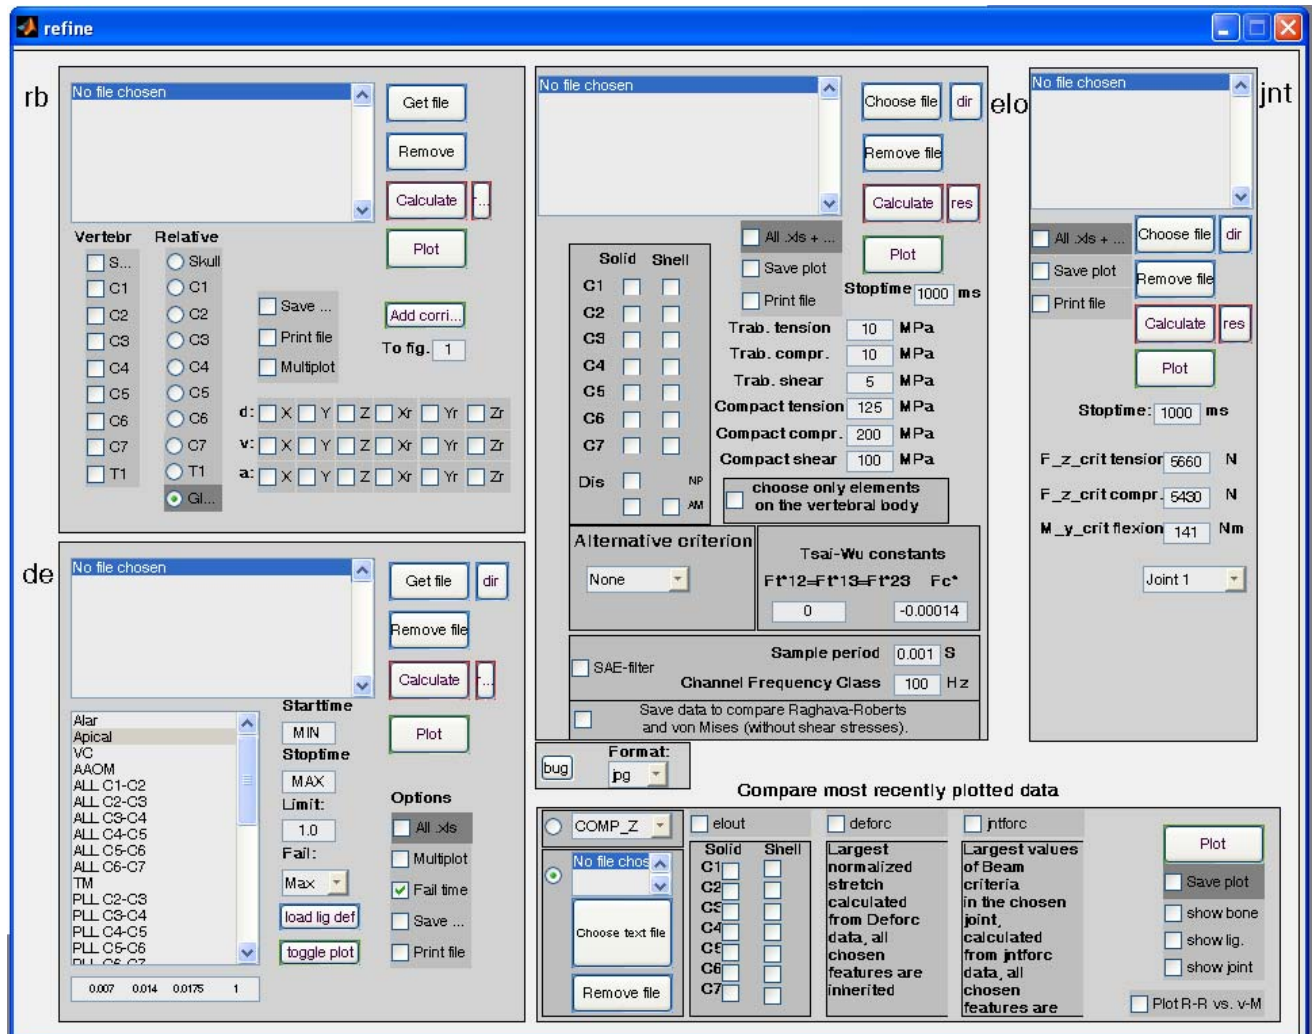 refine
rb
No file chosen
Get file
Remove
Calculate r...
Plot
Vertebr Relative
S... Skull
C1 C1
C2 C2
C3 C3
C4 C4
C5 C5
C6 C6
C7 C7
T1 T1
Gl...
Save ...
Print file
Multiplot
Add corri...
To fig. 1
d: X Y Z Xr Yr Zr
v: X Y Z Xr Yr Zr
a: X Y Z Xr Yr Zr
elo
No file chosen
Choose file dir
Remove file
Calculate res
Plot
All .xls + ...
Save plot
Print file
Stoptime 1000 ms
Solid Shell
C1
C2
C3
C4
C5
C6
C7
Dis NP
AM
Trab. tension 10 MPa
Trab. compr. 10 MPa
Trab. shear 5 MPa
Compact tension 125 MPa
Compact compr. 200 MPa
Compact shear 100 MPa
choose only elements
on the vertebral body
Alternative criterion
None
Tsai-Wu constants
Ft*12=Ft*13=Ft*23 Fc*
0 -0.00014
SAE-filter
Sample period 0.001 S
Channel Frequency Class 100 Hz
Save data to compare Raghava-Roberts
and von Mises (without shear stresses).
jnt
No file chosen
All .xls + ...
Save plot
Print file
Choose file dir
Remove file
Calculate res
Plot
Stoptime: 1000 ms
F_z_crit tension 5660 N
F_z_crit compr. 5430 N
M_y_crit flexion 141 Nm
Joint 1
de
No file chosen
Get file dir
Remove file
Calculate r...
Plot
Alar
Apical
VC
AAOM
ALL C1-C2
ALL C2-C3
ALL C3-C4
ALL C4-C5
ALL C5-C6
ALL C6-C7
TM
PLL C2-C3
PLL C3-C4
PLL C4-C5
PLL C5-C6
PLL C6-C7
0.007 0.014 0.0175 1
Starttime
MIN
Stoptime
MAX
Limit:
1.0
Fail:
Max
load lig def
toggle plot
Options
All .xls
Multiplot
Fail time
Save ...
Print file
bug
Format:
jpg
Compare most recently plotted data
COMP_Z
No file chos
Choose text file
Remove file
elout
Solid Shell
C1
C2
C3
C4
C5
C6
C7
deforc
Largest
normalized
stretch
calculated
from Deforc
data, all
chosen
features are
inherited
jntforc
Largest values
of Beam
criteria
in the chosen
joint,
calculated
from jntforc
data, all
chosen
features are
Plot
Save plot
show bone
show lig.
show joint
Plot R-R vs. v-M